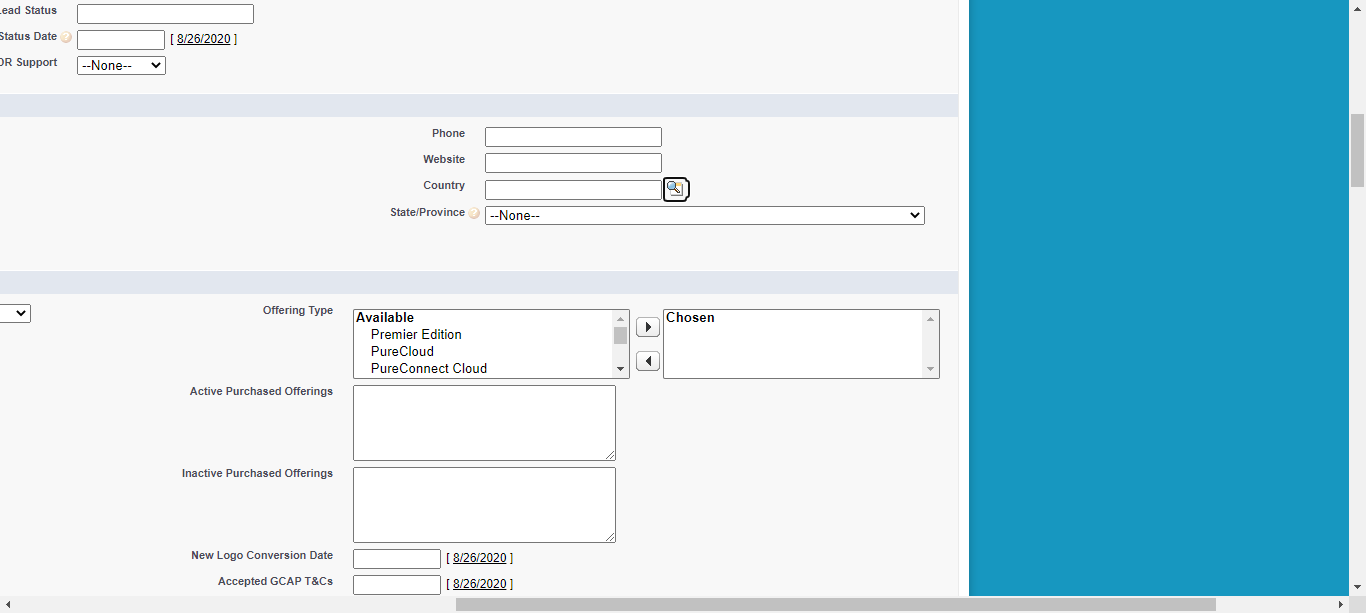 Lead Status
Status Date [ 8/26/2020 ]
DR Support --None--
Phone
Website
Country
State/Province --None--
Offering Type
Available
Premier Edition
PureCloud
PureConnect Cloud
Chosen
Active Purchased Offerings
Inactive Purchased Offerings
New Logo Conversion Date [ 8/26/2020 ]
Accepted GCAP T&Cs [ 8/26/2020 ]